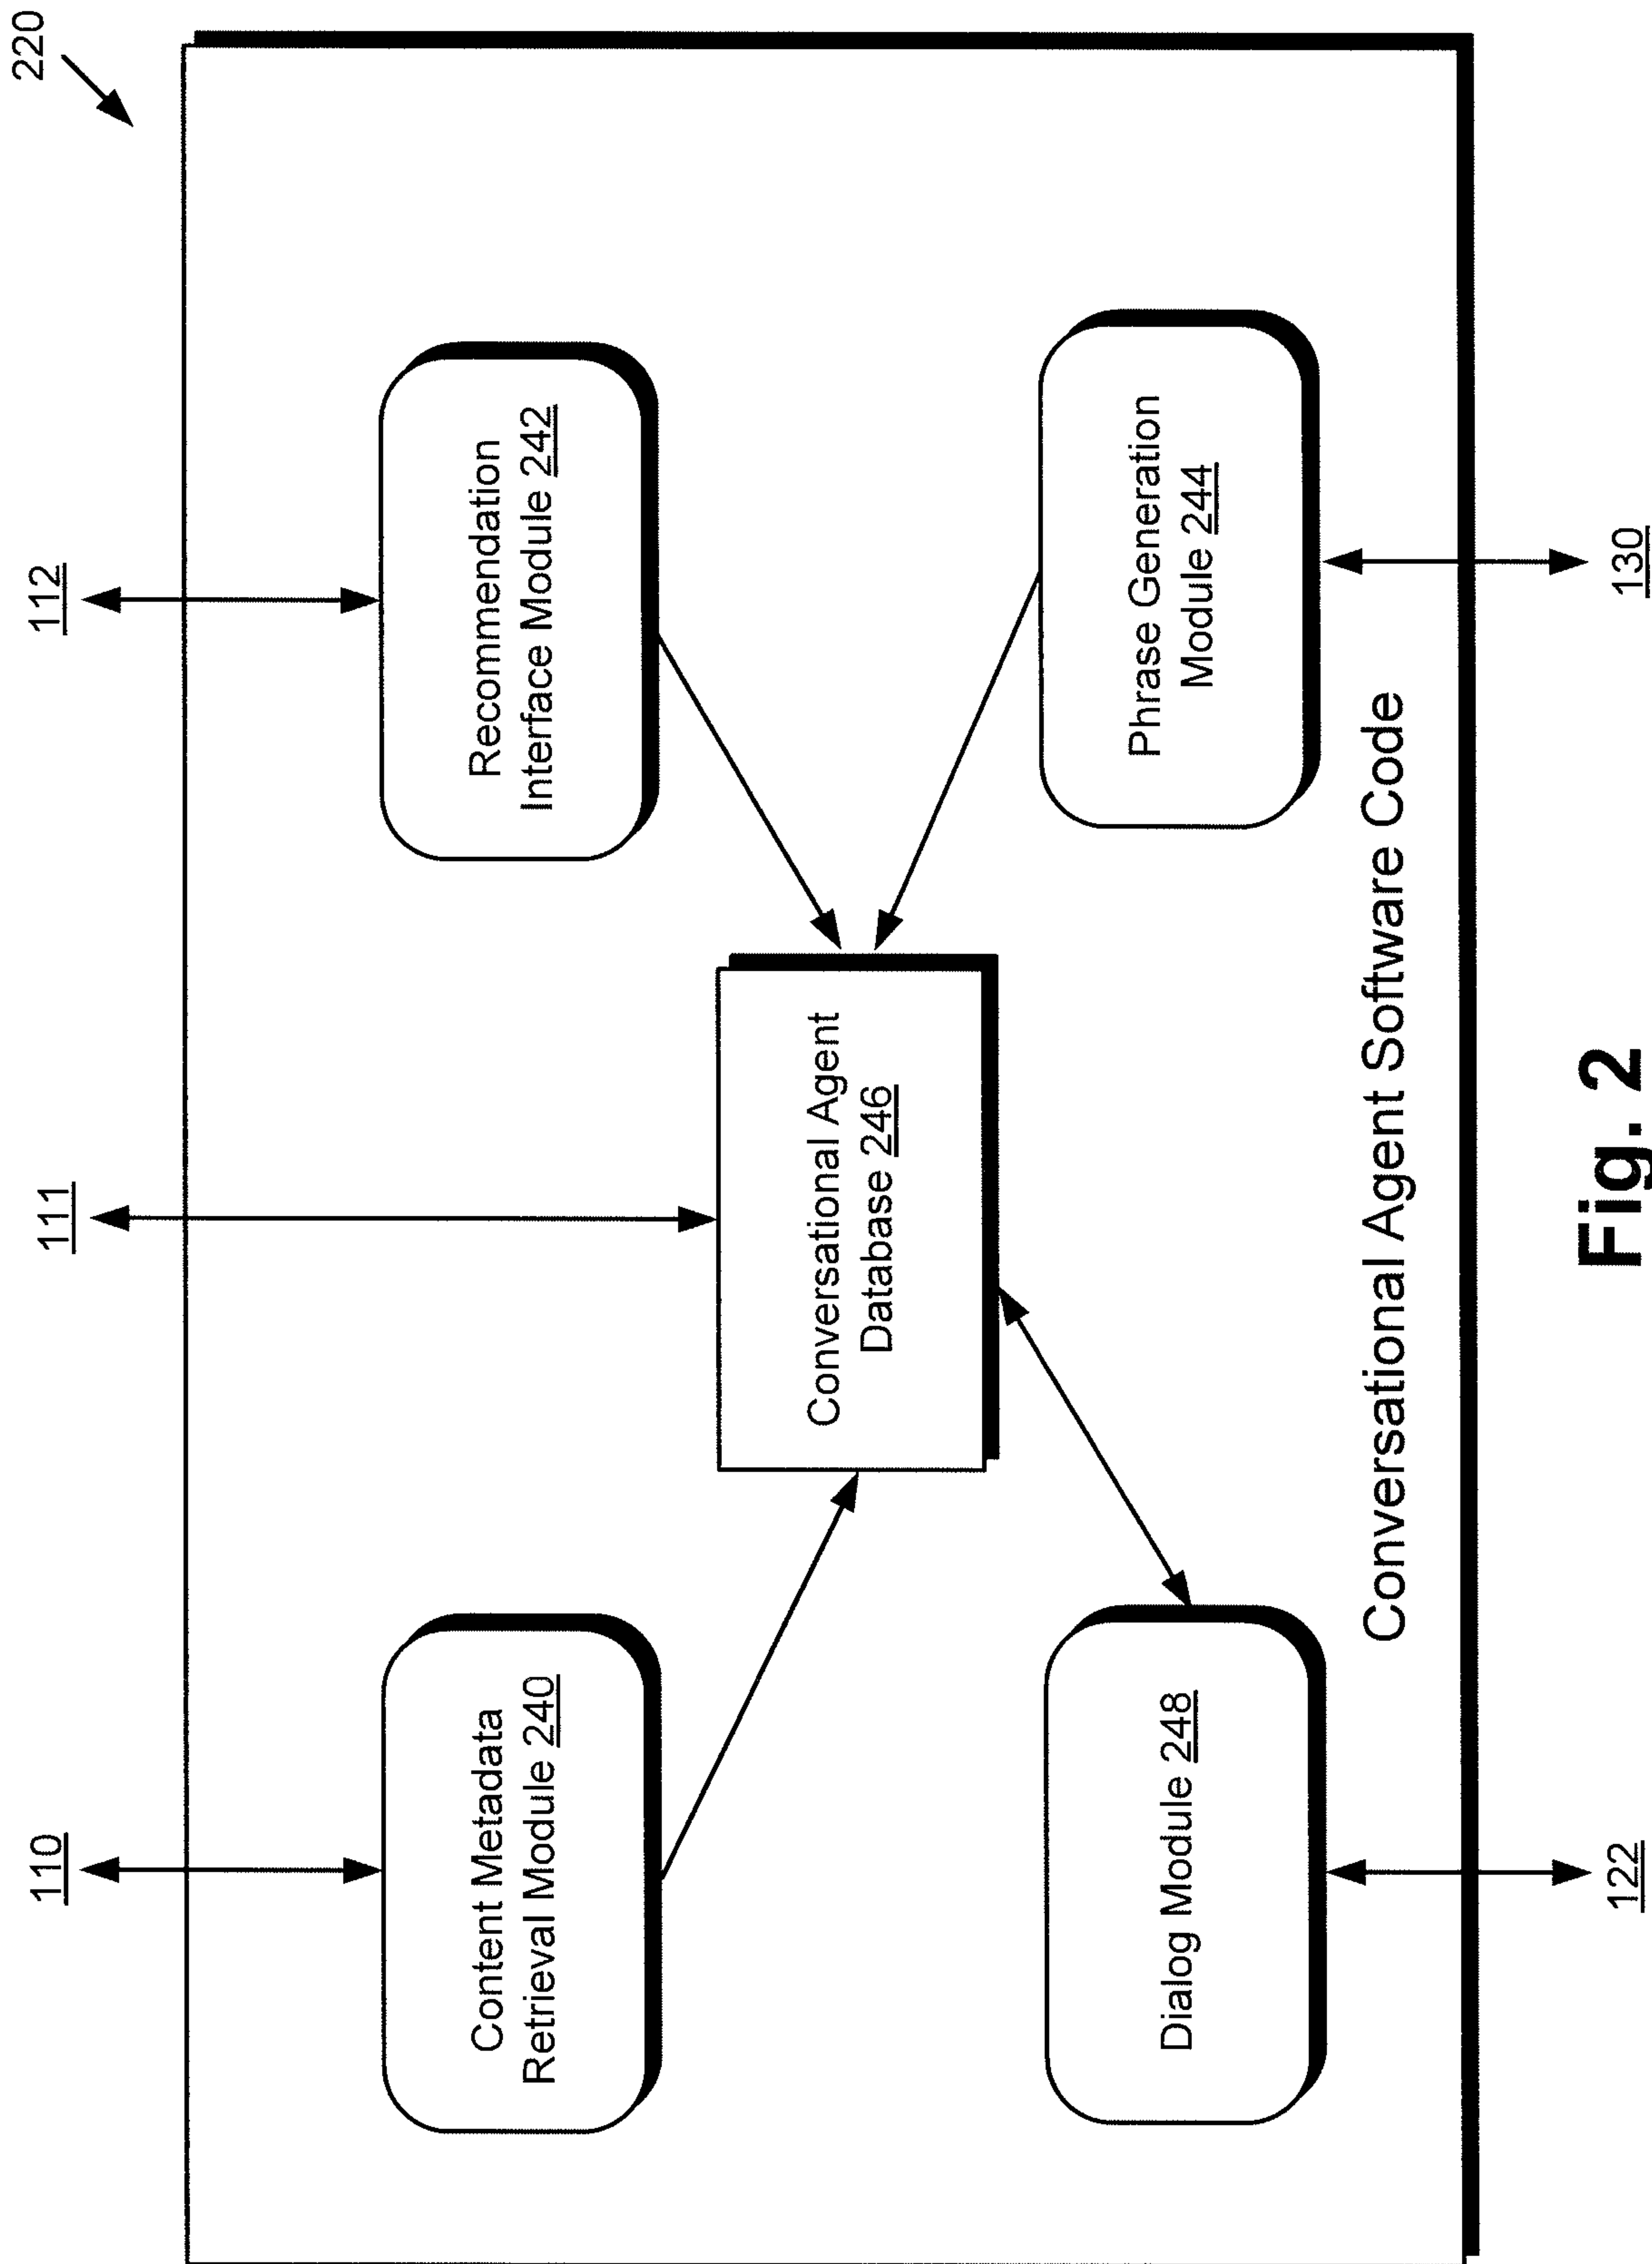 220
110
111
112
Content Metadata
Retrieval Module 240
Recommendation
Interface Module 242
Conversational Agent
Database 246
Dialog Module 248
Phrase Generation
Module 244
Conversational Agent Software Code
122
130
Fig. 2